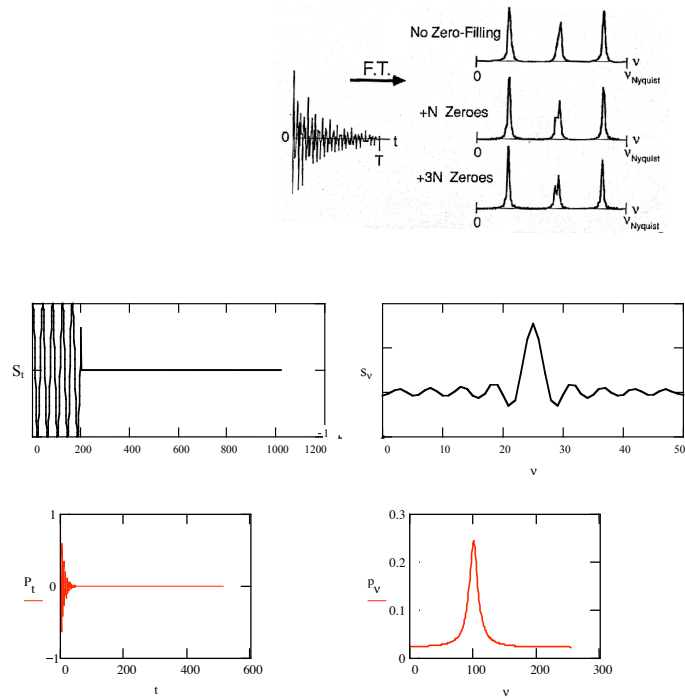 No Zero-Filling
F.T.
ν
0
νNyquist
+N Zeroes
0
t
T
ν
0
νNyquist
+3N Zeroes
ν
0
νNyquist
St
0 200 400 600 800 1000 1200
-1
sν
0 10 20 30 40 50
ν
1
Pt
0
−1
0 200 400 600
t
0.3
0.2
pν
0.1
0
0 100 200 300
ν